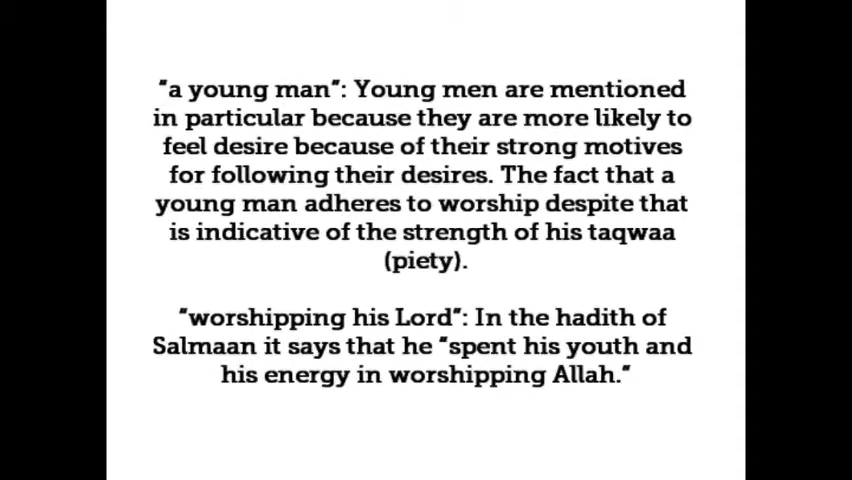 "a young man": Young men are mentioned
in particular because they are more likely to
feel desire because of their strong motives
for following their desires. The fact that a
young man adheres to worship despite that
is indicative of the strength of his taqwaa
(piety).
"worshipping his Lord": In the hadith of
Salmaan it says that he "spent his youth and
his energy in worshipping Allah."